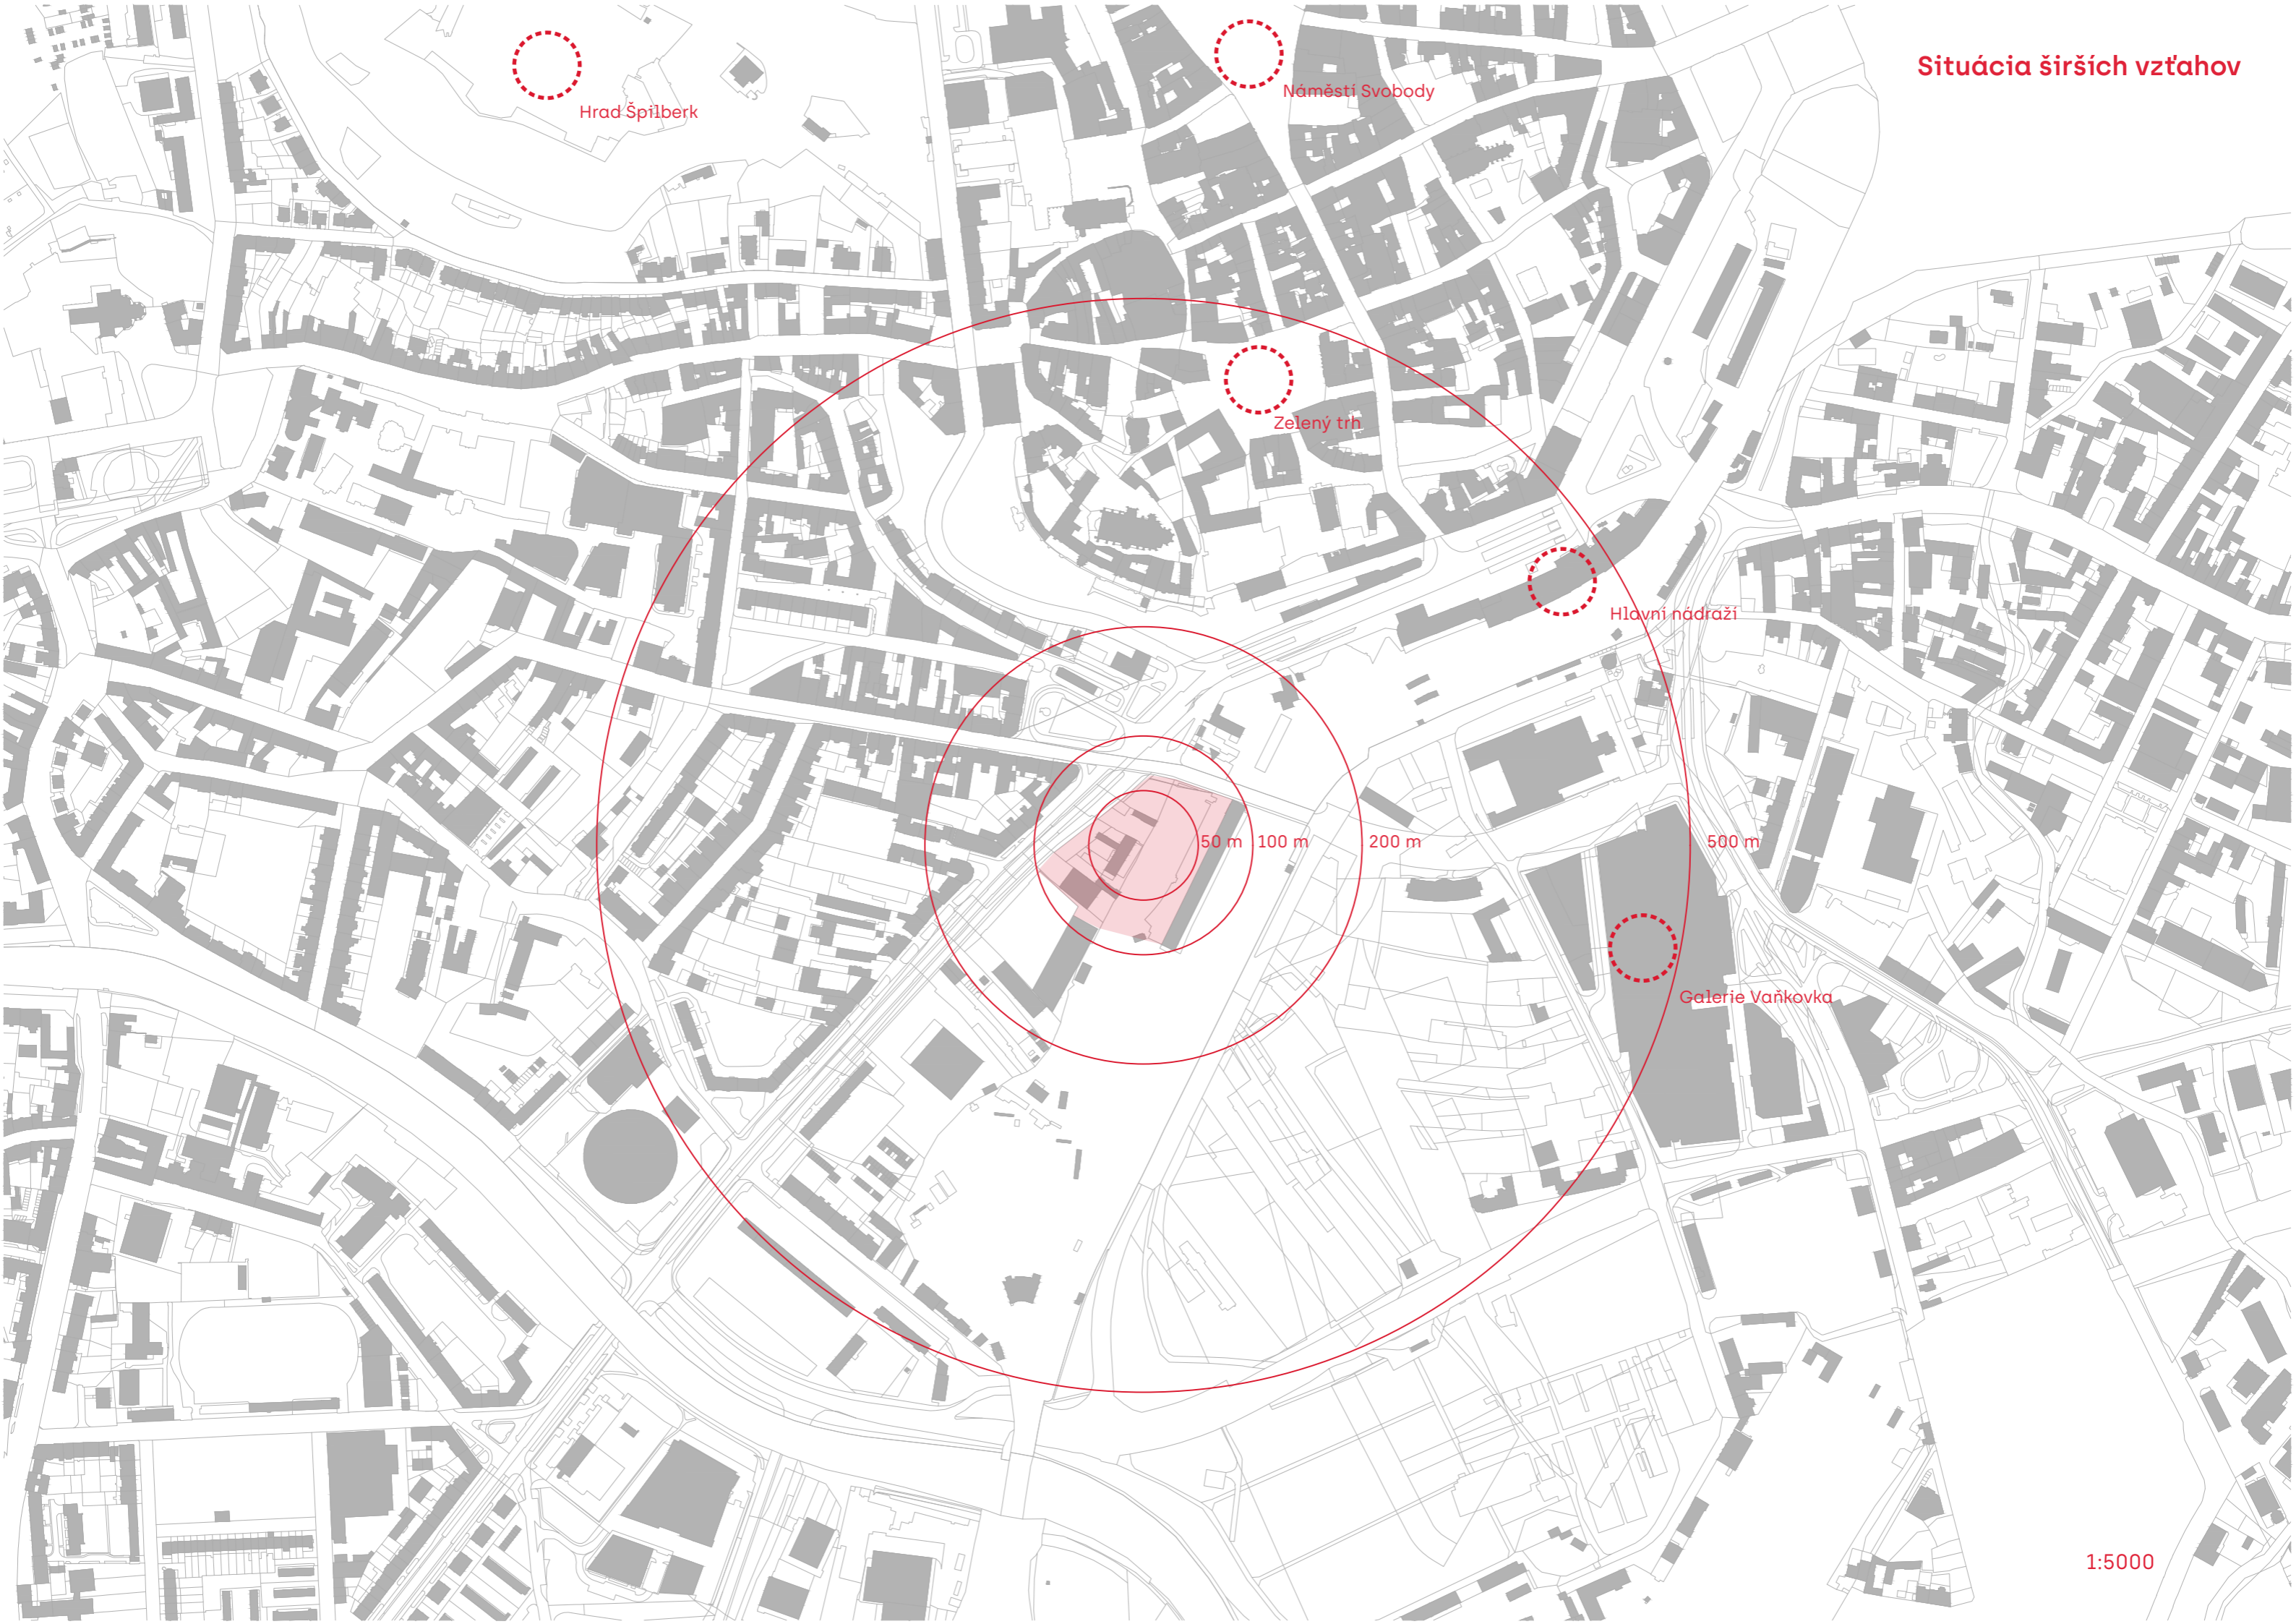 Situácia širších vzťahov
Náměstí Svobody
Hrad Špilberk
Zelený trh
Hlavní nádraží
50 m
100 m
200 m
500 m
Galerie Vaňkovka
1:5000